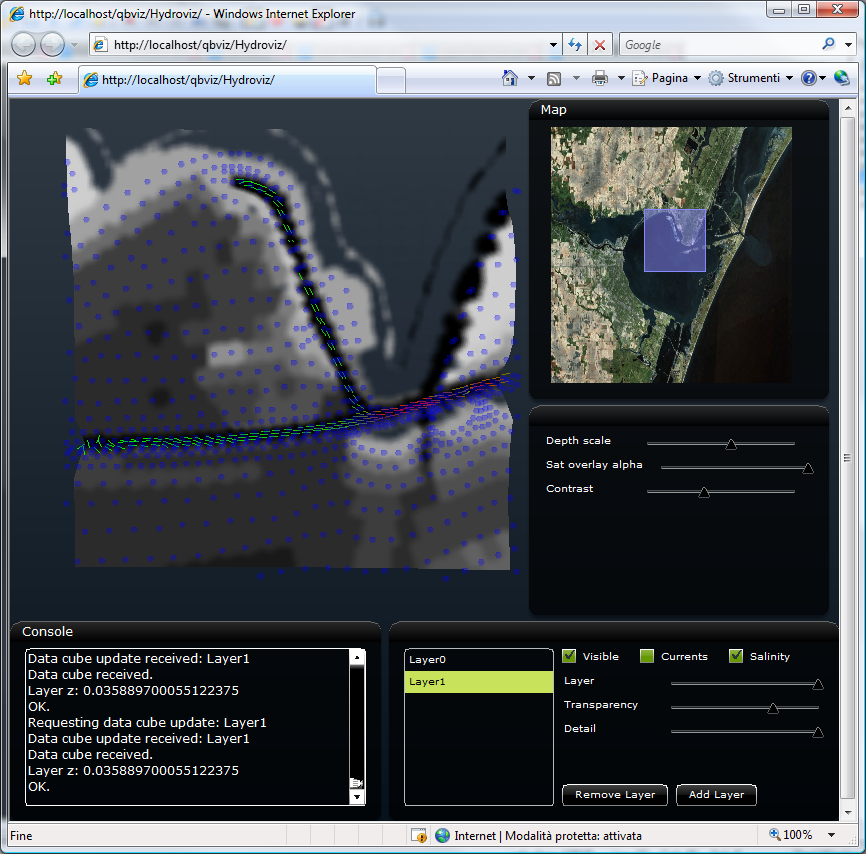 http://localhost/qbviz/Hydroviz/ - Windows Internet Explorer
http://localhost/qbviz/Hydroviz/
Google
http://localhost/qbviz/Hydroviz/
Pagina
Strumenti
Map
Depth scale
Sat overlay alpha
Contrast
Console
Data cube update received: Layer1
Data cube received.
Layer z: 0.035889700055122375
OK.
Requesting data cube update: Layer1
Data cube update received: Layer1
Data cube received.
Layer z: 0.035889700055122375
OK.
Layer0
Layer1
Visible
Currents
Salinity
Layer
Transparency
Detail
Remove Layer
Add Layer
Fine
Internet | Modalità protetta: attivata
100%